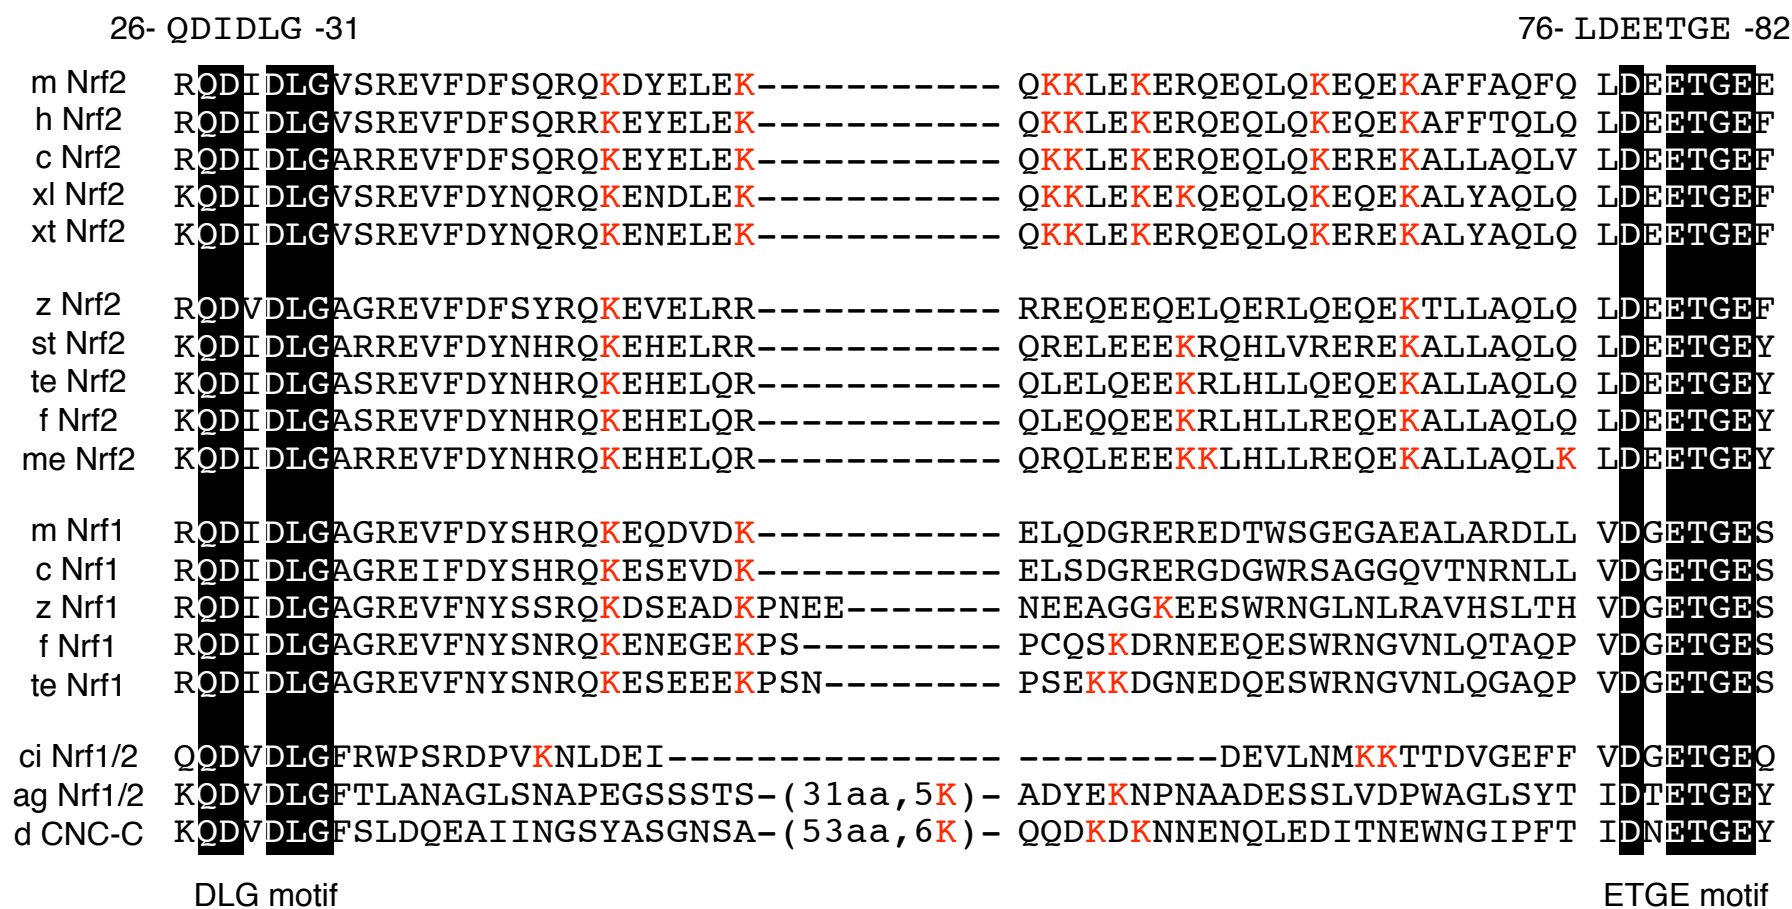 26- QDIDLG -31 76- LDEETGE -82
m Nrf2 RQDIDLGVSREVFDFSQRQKDYELEK----------- QKKLEKERQEQLQKEQEKAFFAQFQ LDEETGEE
h Nrf2 RQDIDLGVSREVFDFSQRRKEYELEK----------- QKKLEKERQEQLQKEQEKAFFTQLQ LDEETGEF
c Nrf2 RQDIDLGARREVFDFSQRQKEYELEK----------- QKKLEKERQEQLQKEREKALLAQLV LDEETGEF
xl Nrf2 KQDIDLGVSREVFDYNQRQKENDLEK----------- QKKLEKEKQEQLQKEQEKALYAQLQ LDEETGEF
xt Nrf2 KQDIDLGVSREVFDYNQRQKENELEK----------- QKKLEKERQEQLQKEREKALYAQLQ LDEETGEF
z Nrf2 RQDVDLGAGREVFDFSYRQKEVELRR----------- RREQEEQELQERLQEQEKTLLAQLQ LDEETGEF
st Nrf2 KQDIDLGARREVFDYNHRQKEHELRR----------- QRELEEEKRQHLVREREKALLAQLQ LDEETGEY
te Nrf2 KQDIDLGASREVFDYNHRQKEHELQR----------- QLELQEEKRLHLLQEQEKALLAQLQ LDEETGEY
f Nrf2 KQDIDLGASREVFDYNHRQKEHELQR----------- QLEQQEEKRLHLLREQEKALLAQLQ LDEETGEY
me Nrf2 KQDIDLGARREVFDYNHRQKEHELQR----------- QRQLEEEKKLHLLREQEKALLAQLK LDEETGEY
m Nrf1 RQDIDLGAGREVFDYSHRQKEQDVDK----------- ELQDGREREDTWSGEGAEALARDLL VDGETGES
c Nrf1 RQDIDLGAGREIFDYSHRQKESEVDK----------- ELSDGRERGDGWRSAGGQVTNRNLL VDGETGES
z Nrf1 RQDIDLGAGREVFNYSSRQKDSEADKPNEE------- NEEAGGKEESWRNGLNLRAVHSLTH VDGETGES
f Nrf1 RQDIDLGAGREVFNYSNRQKENEGEKPS--------- PCQSKDRNEEQESWRNGVNLQTAQP VDGETGES
te Nrf1 RQDIDLGAGREVFNYSNRQKESEEEKPSN-------- PSEKKDGNEDQESWRNGVNLQGAQP VDGETGES
ci Nrf1/2 QQDVDLGFRWPSRDPVKNLDEI--------------- ---------DEVLNMKKTTDVGEFF VDGETGEQ
ag Nrf1/2 KQDVDLGFTLANAGLSNAPEGSSSTS-(31aa,5K)- ADYEKNPNAADESSLVDPWAGLSYT IDTETGEY
d CNC-C KQDVDLGFSLDQEAIINGSYASGNSA-(53aa,6K)- QQDKDKNNENQLEDITNEWNGIPFT IDNETGEY
DLG motif ETGE motif